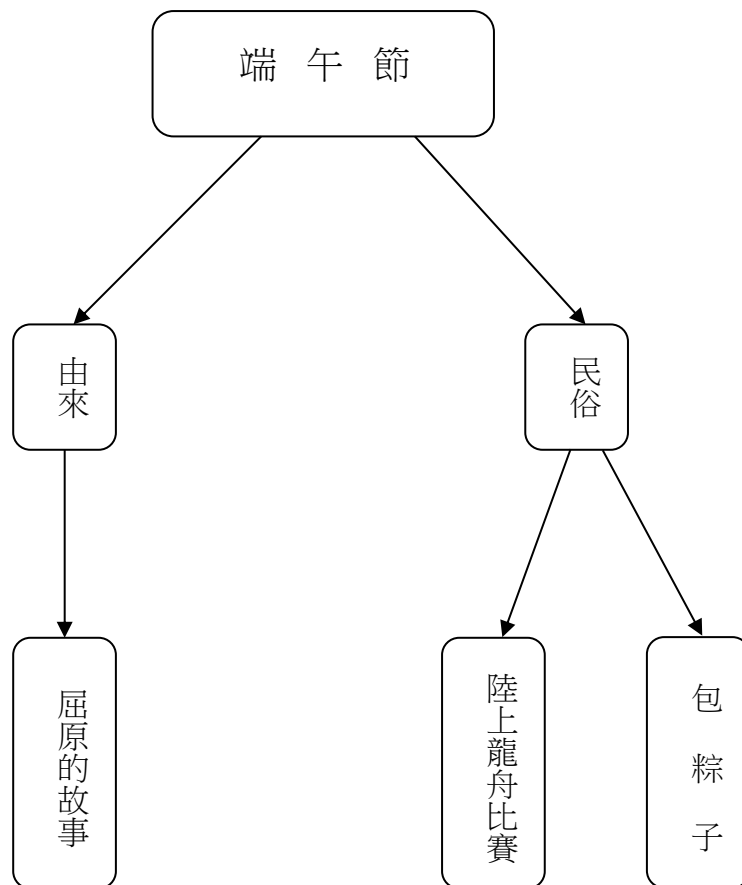 端 午 節
由來
民俗
屈原的故事
陸上龍舟比賽
包 粽 子